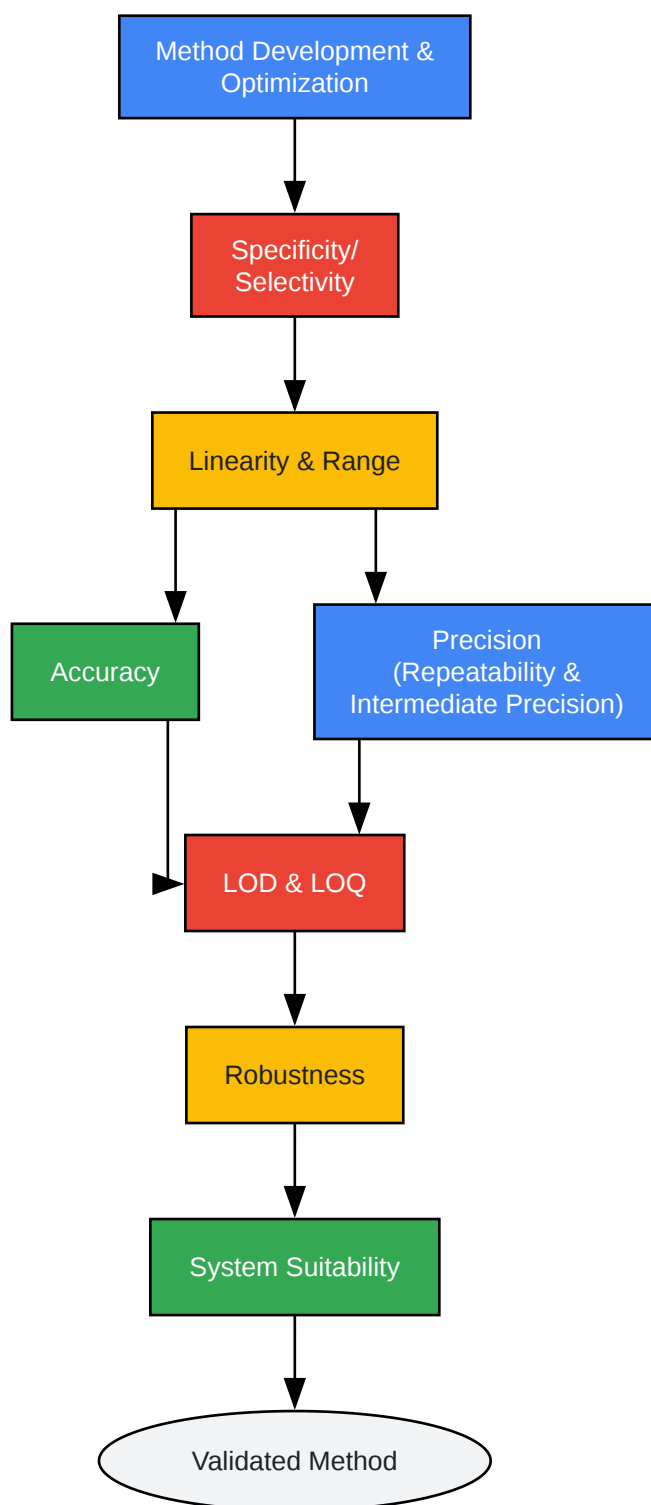 Method Development &
Optimization
Specificity/
Selectivity
Linearity & Range
Accuracy
Precision
(Repeatability &
Intermediate Precision)
LOD & LOQ
Robustness
System Suitability
Validated Method